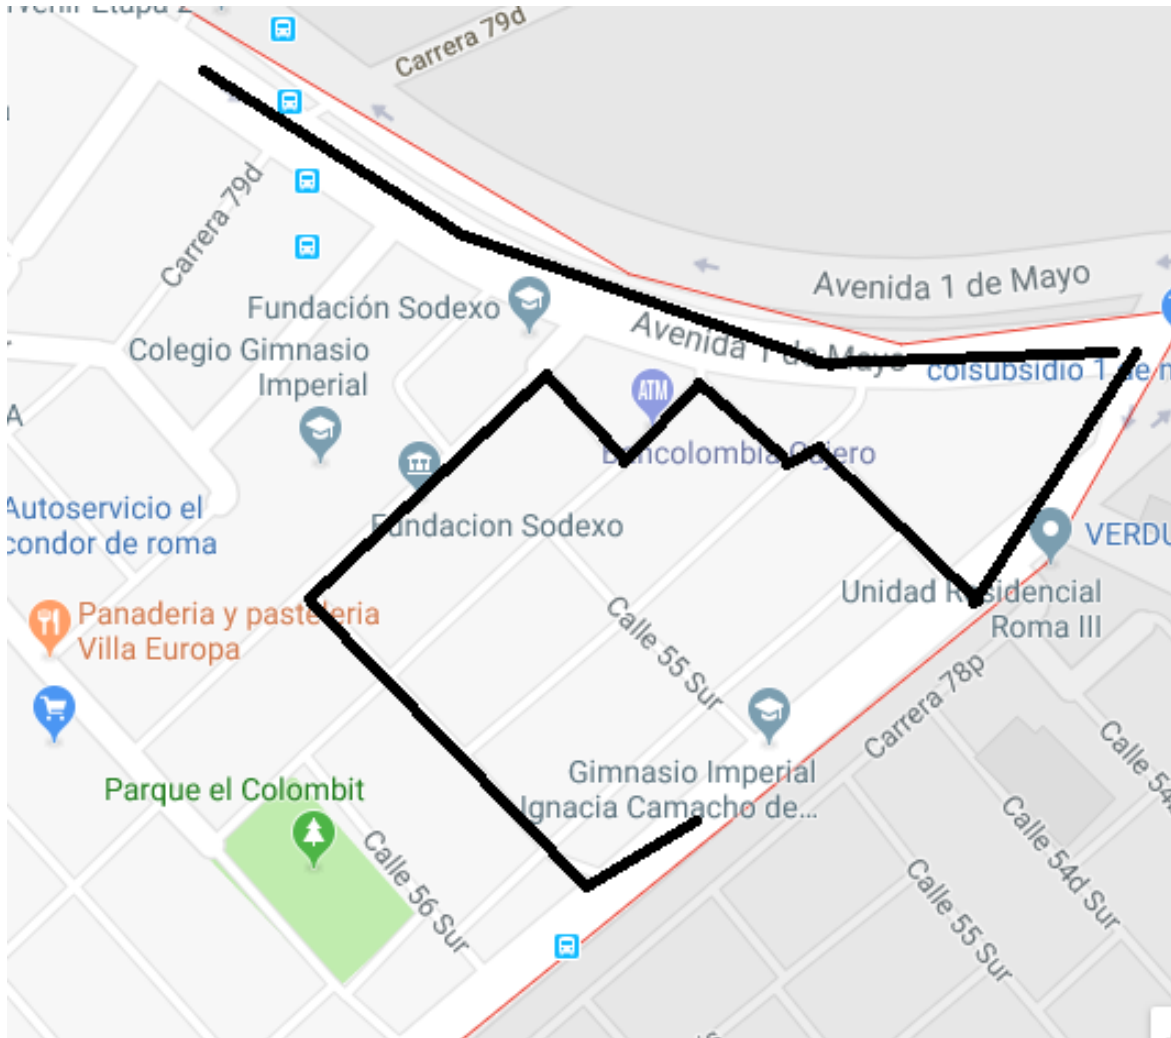 Carrera 79d
Carrera 79d
Avenida 1 de Mayo
Fundación Sodexo
Avenida 1 de Mayo
Colegio Gimnasio
Imperial
colsubsidio 1 de m
A
ATM
Bancolombia Cajero
Autoservicio el
condor de roma
Fundacion Sodexo
VERDU
Unidad Residencial
Roma III
Panaderia y pasteleria
Villa Europa
Calle 55 Sur
Carrera 78p
Gimnasio Imperial
Ignacia Camacho de...
Parque el Colombit
Calle 54
Calle 54d Sur
Calle 56 Sur
Calle 55 Sur